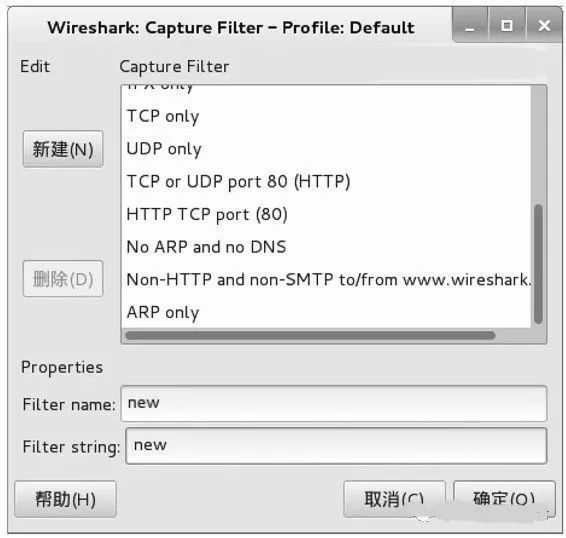 Wireshark: Capture Filter – Profile: Default
Edit
Capture Filter
IPX only
TCP only
UDP only
新建(N)
TCP or UDP port 80 (HTTP)
HTTP TCP port (80)
No ARP and no DNS
删除(D)
Non-HTTP and non-SMTP to/from www.wireshark.
ARP only
Properties
Filter name:
new
Filter string:
new
帮助(H)
取消(C)
确定(O)